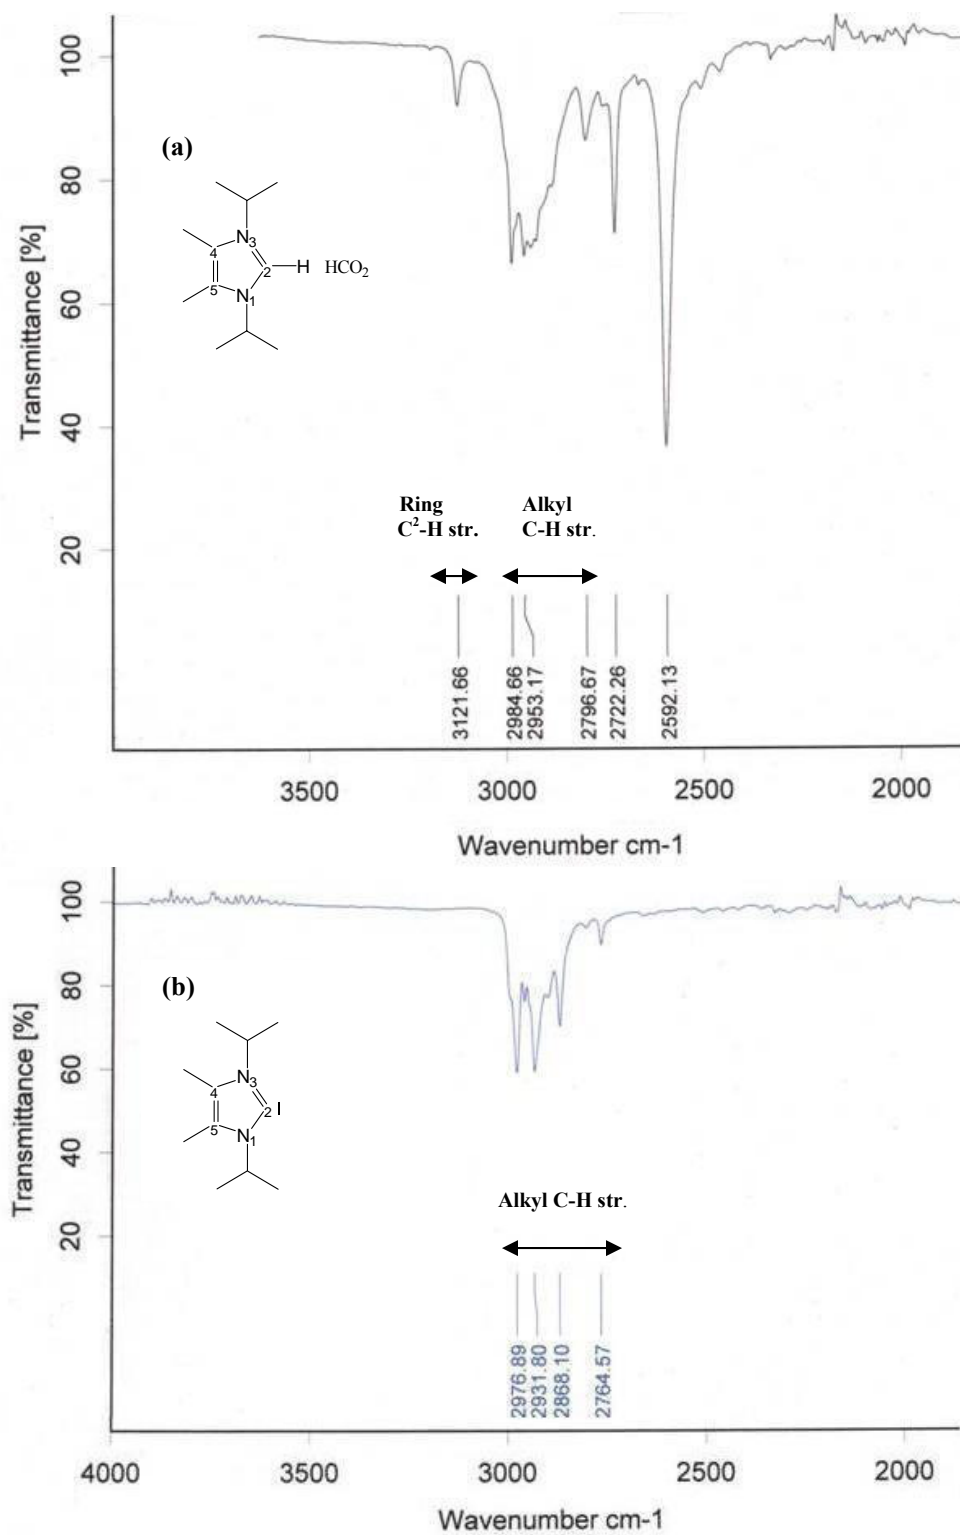 100
80
60
40
20
Transmittance [%]
(a)
N3
4
2 H HCO2
5
N1
Ring
C2-H str.
Alkyl
C-H str.
3121.66
2984.66
2953.17
2796.67
2722.26
2592.13
3500 3000 2500 2000
Wavenumber cm-1
100
80
60
40
20
Transmittance [%]
(b)
N3
4
2 I
5
N1
Alkyl C-H str.
2976.89
2931.80
2868.10
2764.57
4000 3500 3000 2500 2000
Wavenumber cm-1